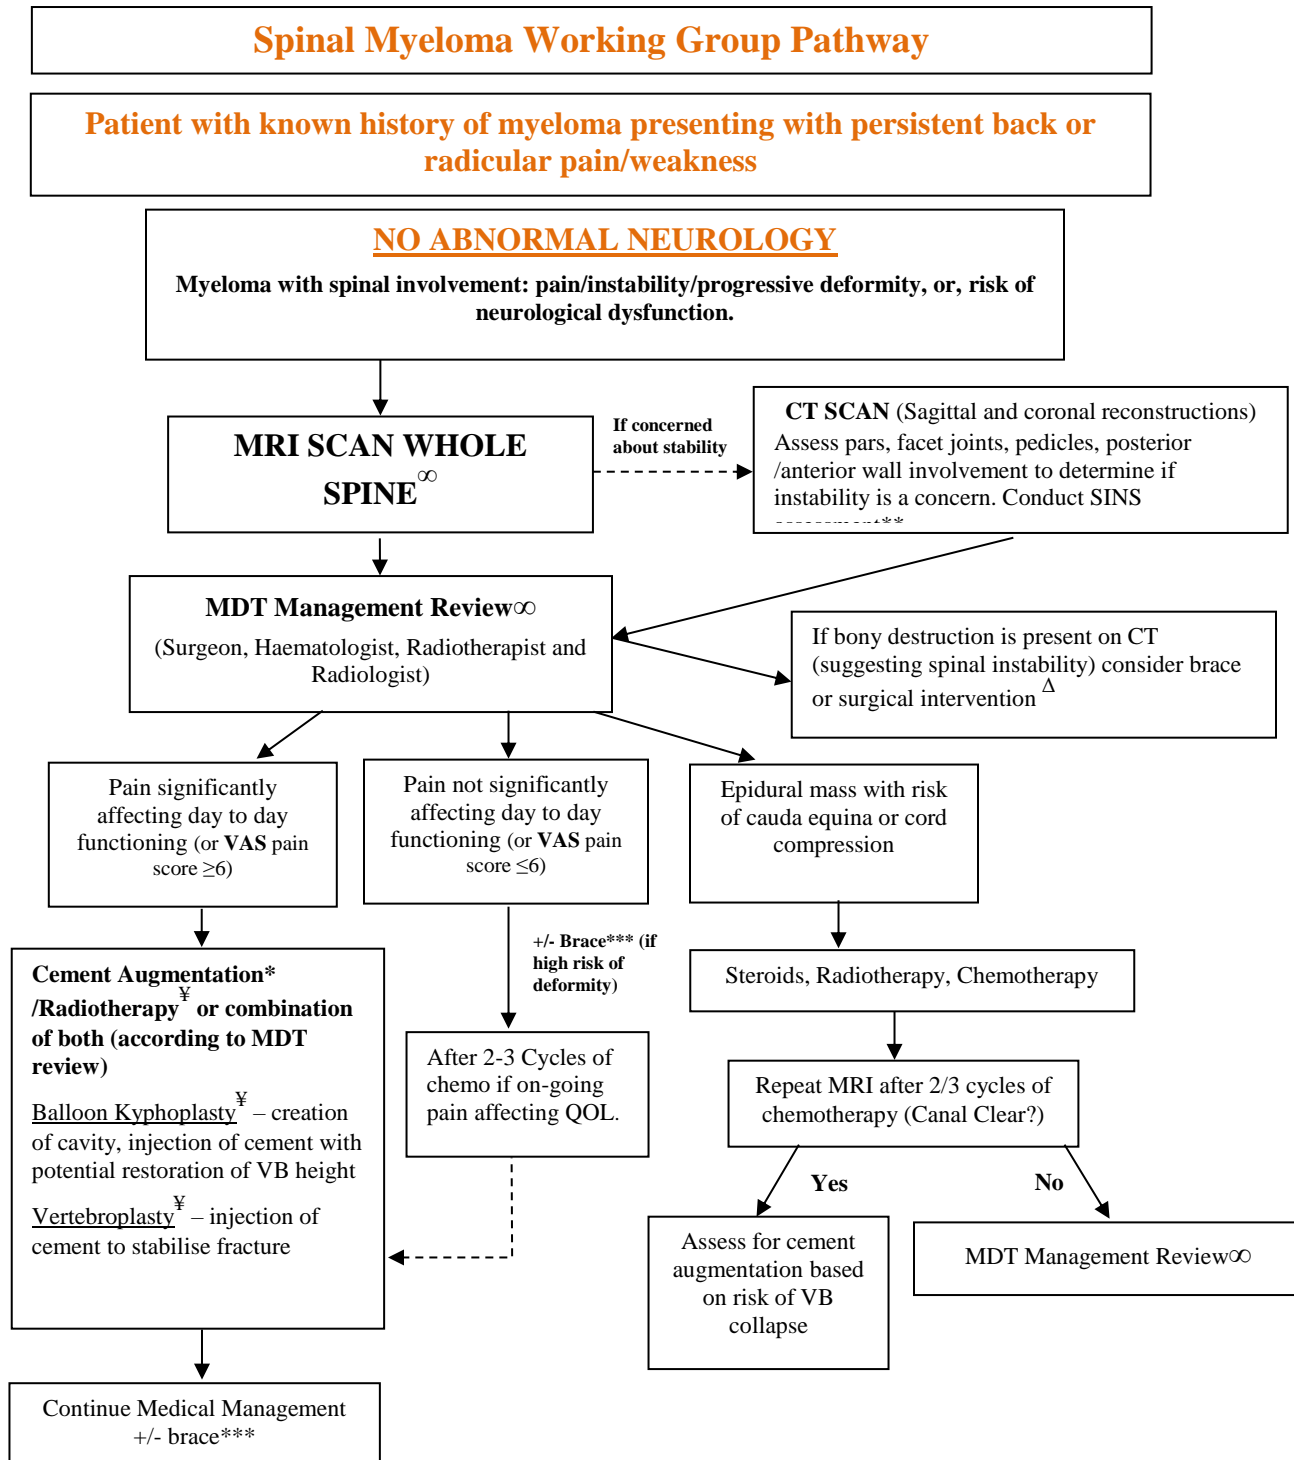 Spinal Myeloma Working Group Pathway
Patient with known history of myeloma presenting with persistent back or
radicular pain/weakness
NO ABNORMAL NEUROLOGY
Myeloma with spinal involvement: pain/instability/progressive deformity, or, risk of
neurological dysfunction.
MRI SCAN WHOLE
SPINE∞
If concerned
about stability
CT SCAN (Sagittal and coronal reconstructions)
Assess pars, facet joints, pedicles, posterior
/anterior wall involvement to determine if
instability is a concern. Conduct SINS
MDT Management Review∞
(Surgeon, Haematologist, Radiotherapist and
Radiologist)
If bony destruction is present on CT
(suggesting spinal instability) consider brace
or surgical intervention Δ
Pain significantly
affecting day to day
functioning (or VAS pain
score ≥6)
Pain not significantly
affecting day to day
functioning (or VAS pain
score ≤6)
Epidural mass with risk
of cauda equina or cord
compression
+/- Brace*** (if
high risk of
deformity)
Cement Augmentation*
/Radiotherapy¥ or combination
of both (according to MDT
review)
Balloon Kyphoplasty¥ – creation
of cavity, injection of cement with
potential restoration of VB height
Vertebroplasty¥ – injection of
cement to stabilise fracture
After 2-3 Cycles of
chemo if on-going
pain affecting QOL.
Steroids, Radiotherapy, Chemotherapy
Repeat MRI after 2/3 cycles of
chemotherapy (Canal Clear?)
Yes
No
Assess for cement
augmentation based
on risk of VB
collapse
MDT Management Review∞
Continue Medical Management
+/- brace***